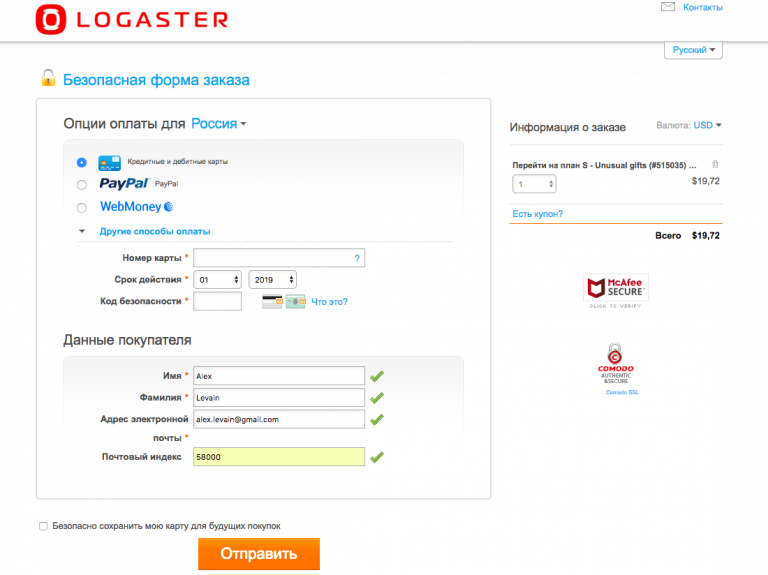 LOGASTER
Контакты
Русский
Безопасная форма заказа
Опции оплаты для Россия
Кредитные и дебитные карты
PayPal PayPal
WebMoney
Другие способы оплаты
Номер карты * ?
Срок действия * 01 2019
Код безопасности * Что это?
Данные покупателя
Имя * Alex
Фамилия * Levain
Адрес электронной почты * alex.levain@gmail.com
Почтовый индекс 58000
Безопасно сохранить мою карту для будущих покупок
Отправить
Информация о заказе Валюта: USD
Перейти на план S - Unusual gifts (#515035) ...
1 $19,72
Есть купон?
Всего $19,72
McAfee
SECURE™
CLICK TO VERIFY
COMODO
AUTHENTIC
&SECURE
Comodo SSL